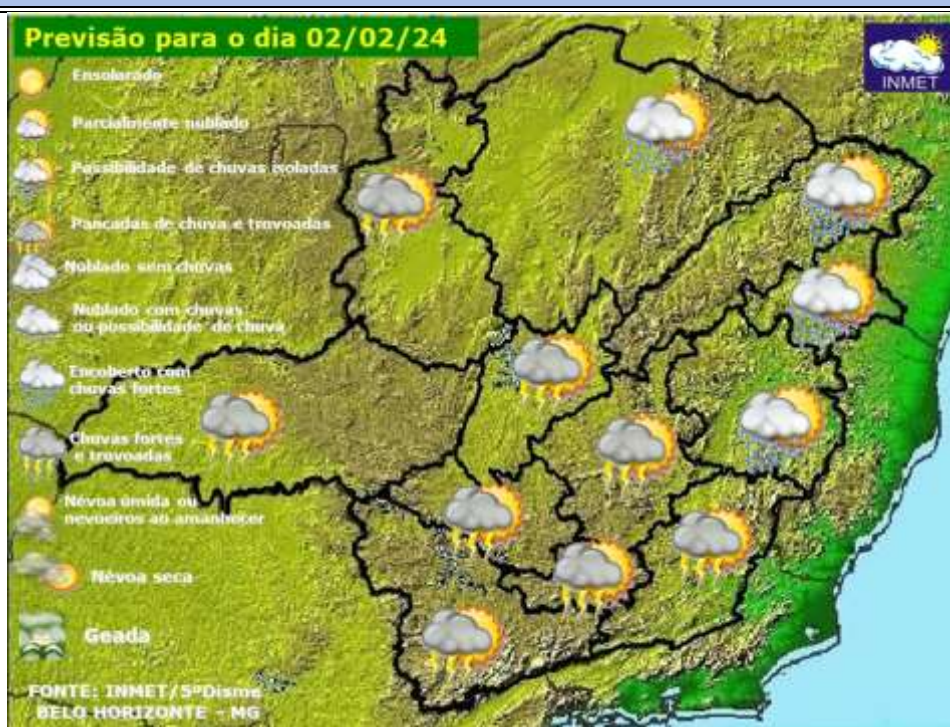 Previsão para o dia 02/02/24
INMET
Ensolarado
Parcialmente nublado
Possibilidade de chuvas isoladas
Pancadas de chuva e trovoadas
Nublado sem chuvas
Nublado com chuvas
ou possibilidade de chuva
Encoberto com
chuvas fortes
Chuvas fortes
e trovoadas
Névoa úmida ou
nevoeiros ao amanhecer
Névoa seca
Geada
FONTE: INMET/5ºDisme
BELO HORIZONTE - MG